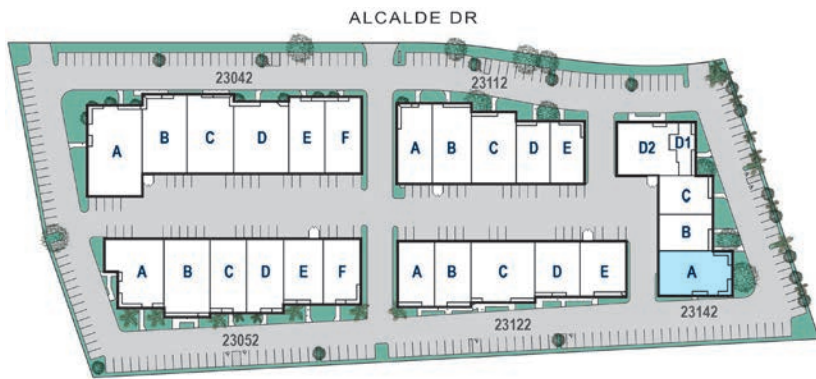 ALCALDE DR
23042
23112
A B C D E F
A B C D E
D2 D1
C
B
A
A B C D E F
A B C D E
23052
23122
23142